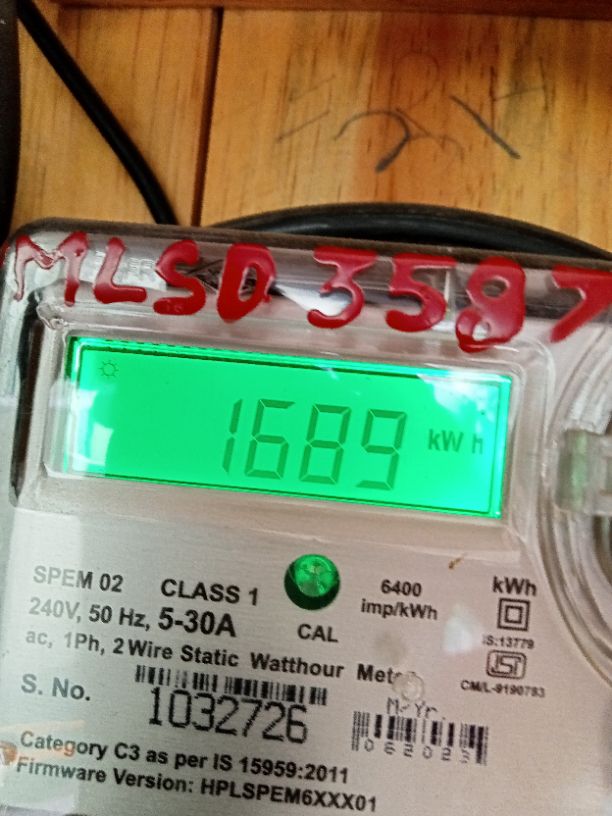 MLSD 3587
1689 kWh
SPEM 02 CLASS 1 6400 imp/kWh kWh
240V, 50 Hz, 5-30A CAL IS:13779
ac, 1Ph, 2 Wire Static Watthour Meter
CM/L-9190783
S. No. 1032726 M-Yr.
062023
Category C3 as per IS 15959:2011
Firmware Version: HPLSPEM6XXX01